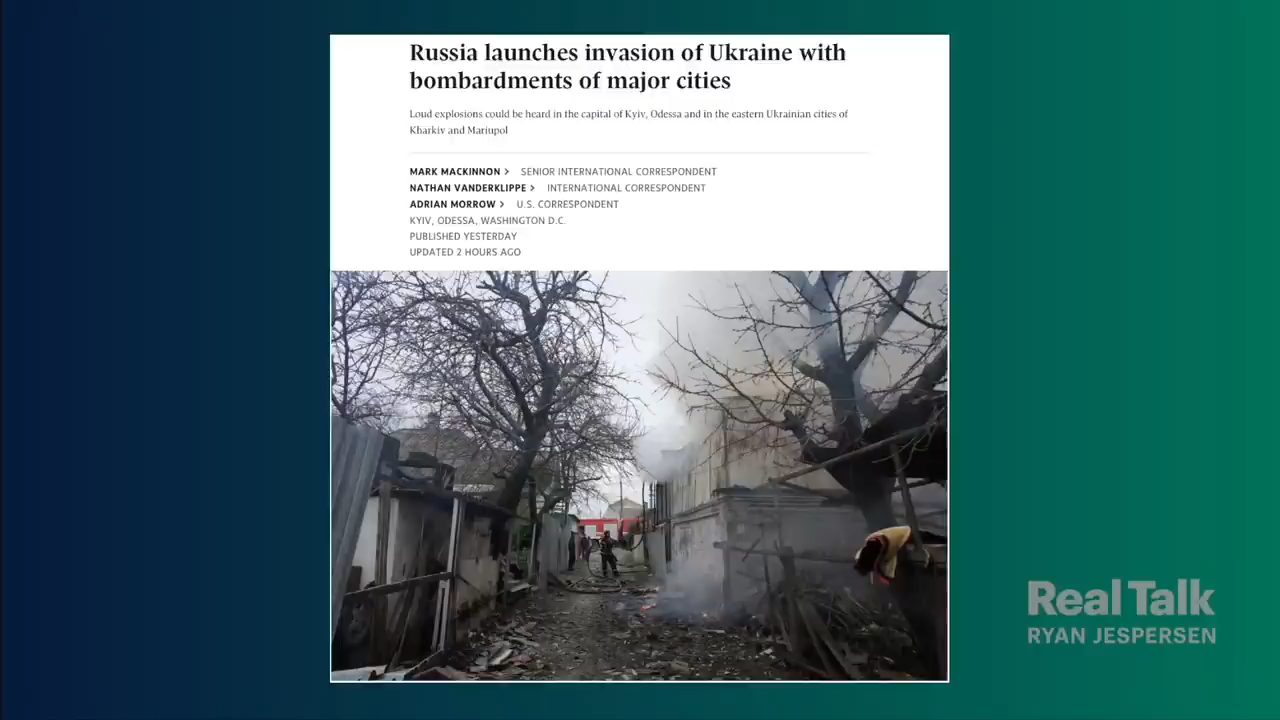 Russia launches invasion of Ukraine with
bombardments of major cities
Loud explosions could be heard in the capital of Kyiv, Odessa and in the eastern Ukrainian cities of
Kharkiv and Mariupol
MARK MACKINNON > SENIOR INTERNATIONAL CORRESPONDENT
NATHAN VANDERKLIPPE > INTERNATIONAL CORRESPONDENT
ADRIAN MORROW > U.S. CORRESPONDENT
KYIV, ODESSA, WASHINGTON D.C.
PUBLISHED YESTERDAY
UPDATED 2 HOURS AGO
Real Talk
RYAN JESPERSEN